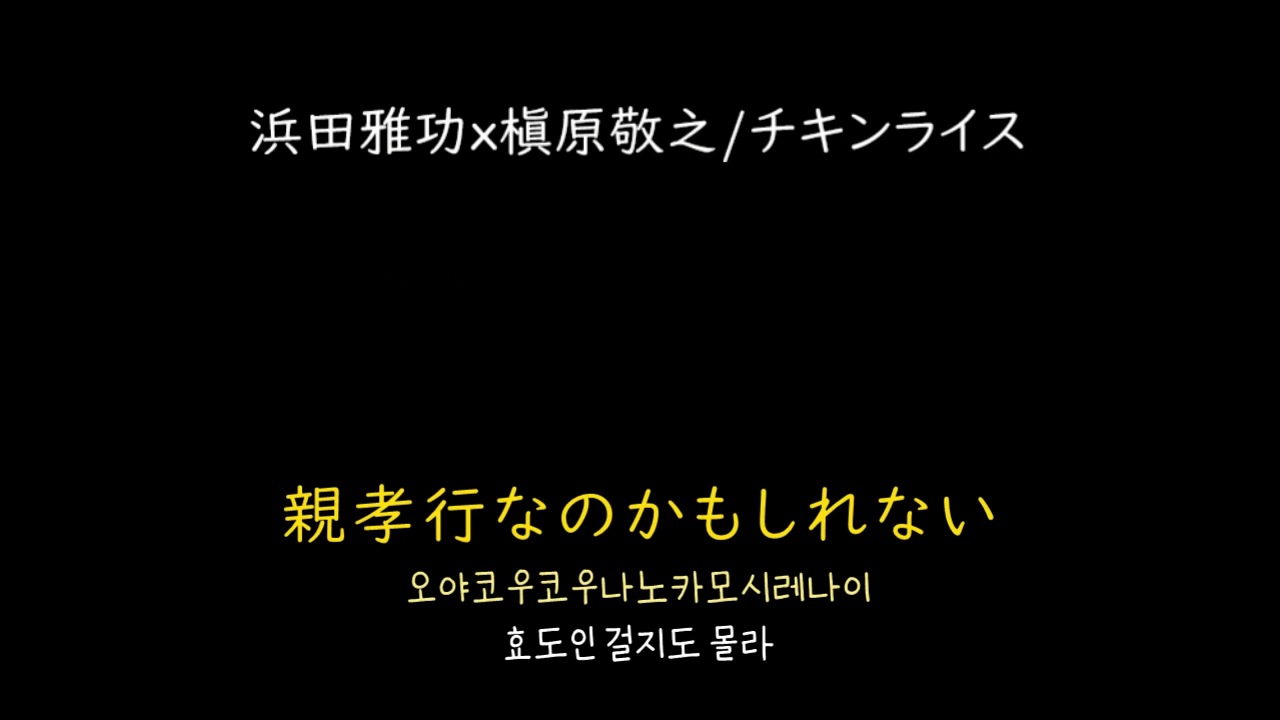 浜田雅功x槇原敬之/チキンライス
親孝行なのかもしれない
오야코우코우나노카모시레나이
효도인 걸지도 몰라